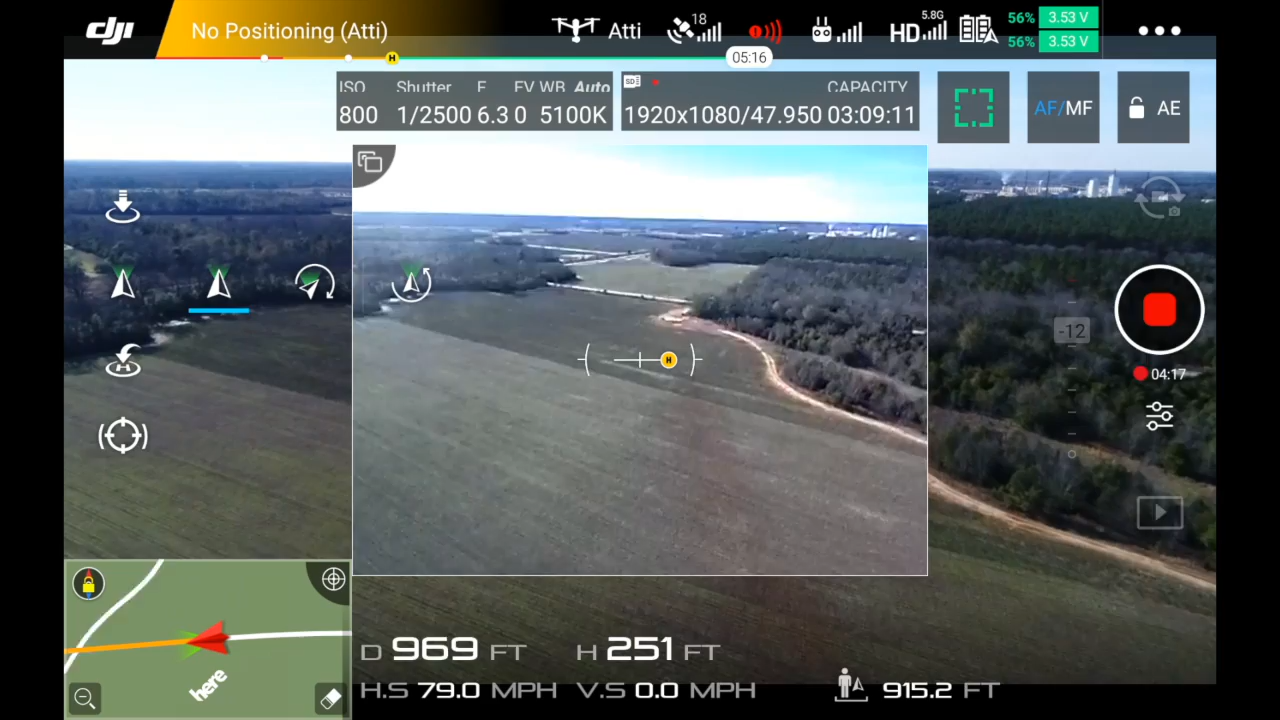 dji No Positioning (Atti) Atti 18 HD 5.8G 56% 3.53 V
56% 3.53 V
H 05:16
ISO Shutter F EV WB Auto SD CAPACITY
800 1/2500 6.3 0 5100K 1920x1080/47.950 03:09:11 AF/MF AE
-12
H
04:17
D 969 FT H 251 FT
here H.S 79.0 MPH V.S 0.0 MPH 915.2 FT